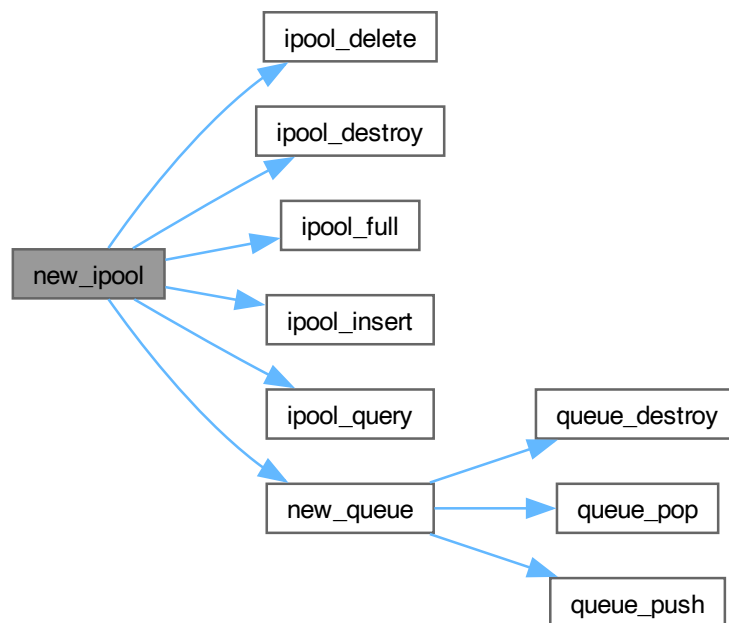 new_ipool
ipool_delete
ipool_destroy
ipool_full
ipool_insert
ipool_query
new_queue
queue_destroy
queue_pop
queue_push